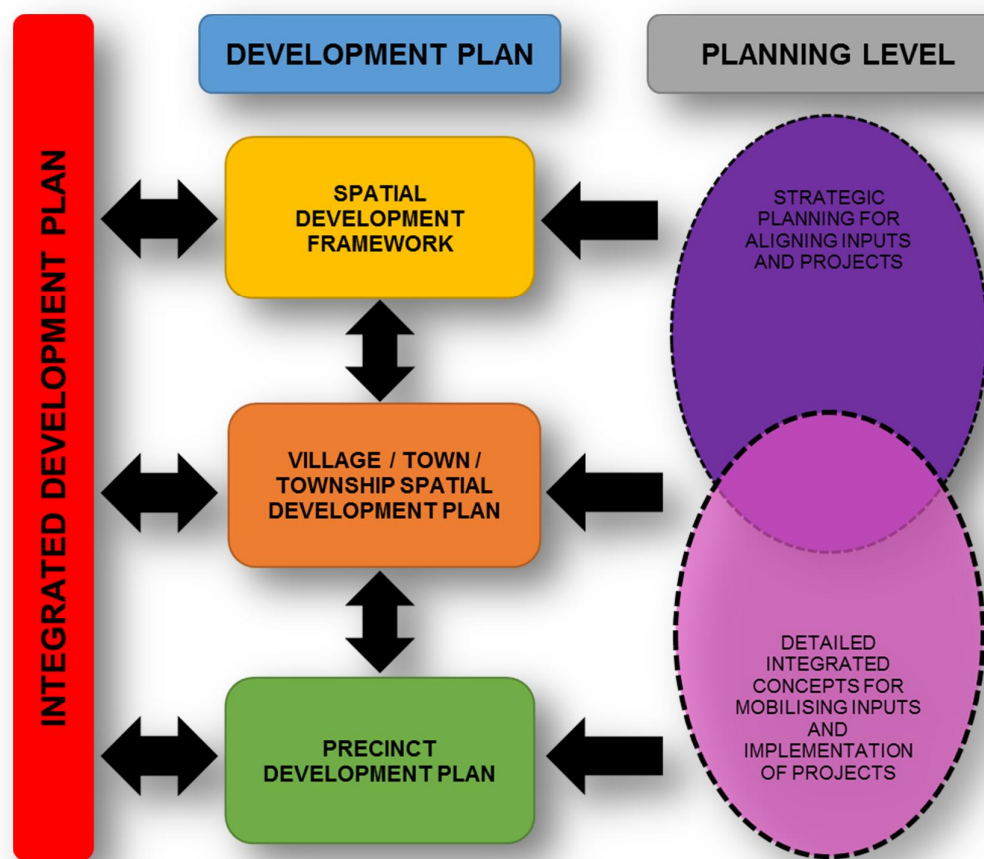 INTEGRATED DEVELOPMENT PLAN
DEVELOPMENT PLAN
PLANNING LEVEL
SPATIAL
DEVELOPMENT
FRAMEWORK
STRATEGIC
PLANNING FOR
ALIGNING INPUTS
AND PROJECTS
VILLAGE / TOWN /
TOWNSHIP SPATIAL
DEVELOPMENT PLAN
PRECINCT
DEVELOPMENT PLAN
DETAILED
INTEGRATED
CONCEPTS FOR
MOBILISING INPUTS
AND
IMPLEMENTATION
OF PROJECTS